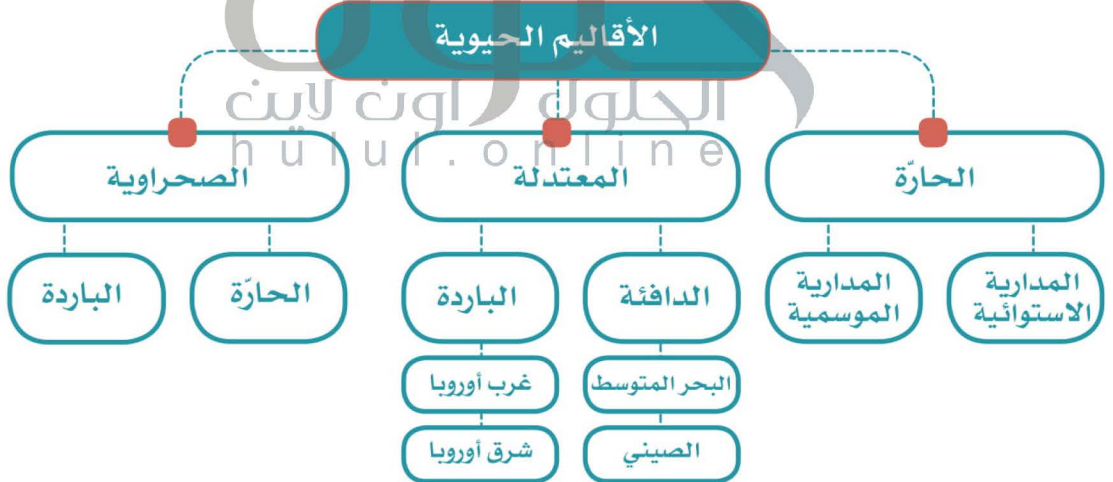 الأقاليم الحيوية
الحلول اون لاين
hulul.online
الحارّة
المعتدلة
الصحراوية
المدارية
الاستوائية
المدارية
الموسمية
الدافئة
الباردة
الحارّة
الباردة
البحر المتوسط
غرب أوروبا
الصيني
شرق أوروبا